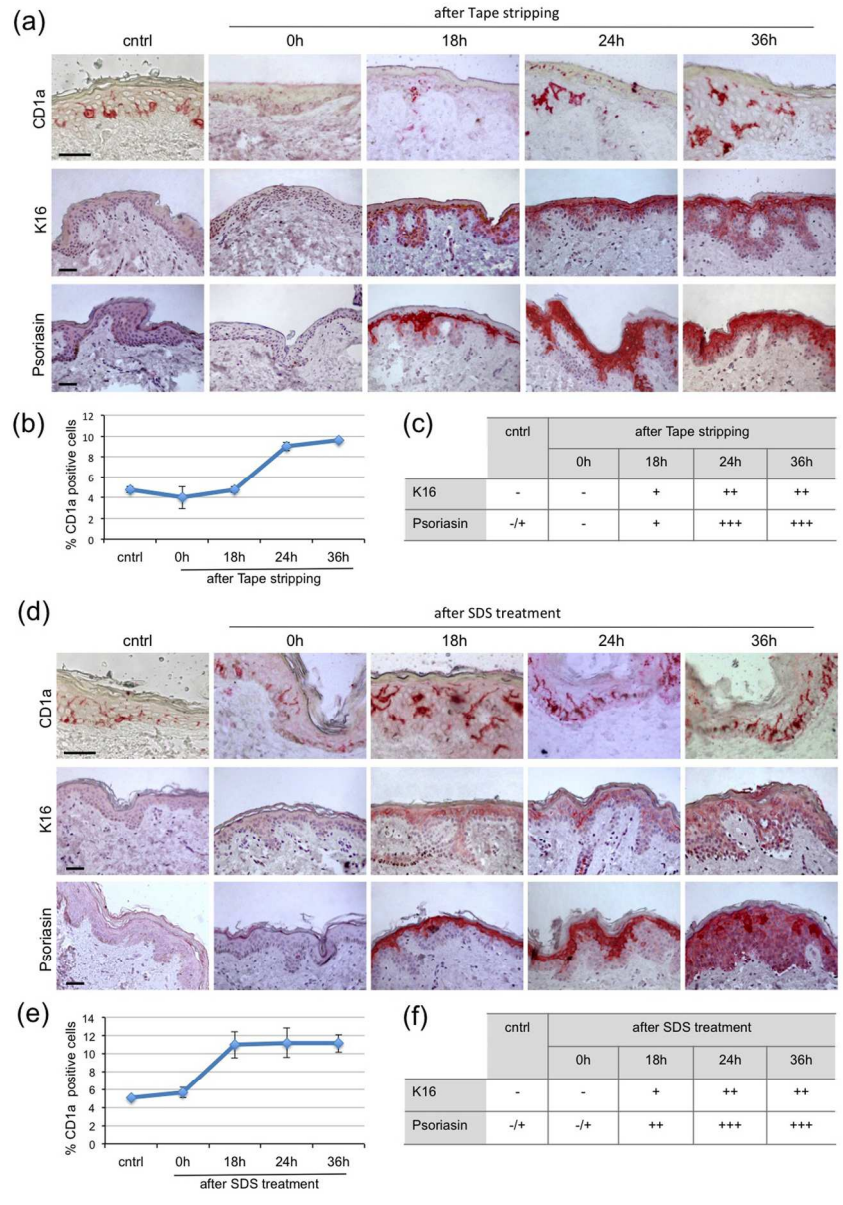 (a)
after Tape stripping
cntrl 0h 18h 24h 36h
CD1a
K16
Psoriasin
(b)
% CD1a positive cells
12
10
8
6
4
2
0
cntrl 0h 18h 24h 36h
after Tape stripping
(c)
cntrl after Tape stripping
0h 18h 24h 36h
K16 - - + ++ ++
Psoriasin -/+ - + +++ +++
(d)
after SDS treatment
cntrl 0h 18h 24h 36h
CD1a
K16
Psoriasin
(e)
% CD1a positive cells
14
12
10
8
6
4
2
0
cntrl 0h 18h 24h 36h
after SDS treatment
(f)
cntrl after SDS treatment
0h 18h 24h 36h
K16 - - + ++ ++
Psoriasin -/+ -/+ ++ +++ +++